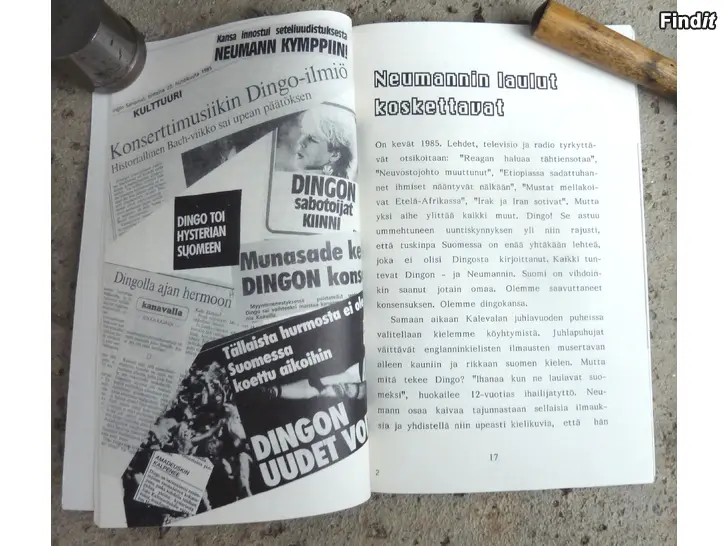 Findit
Kansa innostui seteliuudistuksesta
NEUMANN KYMPPIIN!
KULTTUURI
Konserttimusiikin Dingo-ilmiö
Historiallinen Bach-viikko sai upean päätöksen
DINGON
sabotoijat
KIINNI
DINGO TOI
HYSTERIAN
SUOMEEN
Munasade
DINGON
Dingolla ajan hermoon
kanavalla
Tällaista hurmosta ei
Suomessa
koettu aikoihin
DINGON
UUDET
AMADEUSKIN
KALPENEE
Neumannin laulut
koskettavat
On kevät 1985. Lehdet, televisio ja radio tyrkyttä-
vät otsikoitaan: "Reagan haluaa tähtiensotaa",
"Neuvostojohto muuttunut", "Etiopiassa sadattuhan-
net ihmiset nääntyvät nälkään", "Mustat mellakoi-
vat Etelä-Afrikassa", "Irak ja Iran sotivat". Mutta
yksi aihe ylittää kaikki muut. Dingo! Se astuu
ummehtuneen uutiskynnyksen yli niin rajusti,
että tuskinpa Suomessa on enää yhtäkään lehteä,
joka ei olisi Dingosta kirjoittanut. Kaikki tun-
tevat Dingon - ja Neumannin. Suomi on vihdoin-
kin saanut jotain omaa. Olemme saavuttaneet
konsensuksen. Olemme dingokansa.
Samaan aikaan Kalevalan juhlavuoden puheissa
valitellaan kielemme köyhtymistä. Juhlapuhujat
väittävät englanninkielisten ilmausten musertavan
alleen kauniin ja rikkaan suomen kielen. Mutta
mitä tekee Dingo? "Ihanaa kun ne laulavat suo-
meksi", huokailee 12-vuotias ihailijatyttö. Neu-
mann osaa kaivaa tajumastaan sellaisia ilmauk-
sia ja yhdistellä niin upeasti kielikuvia, että hän
17
2